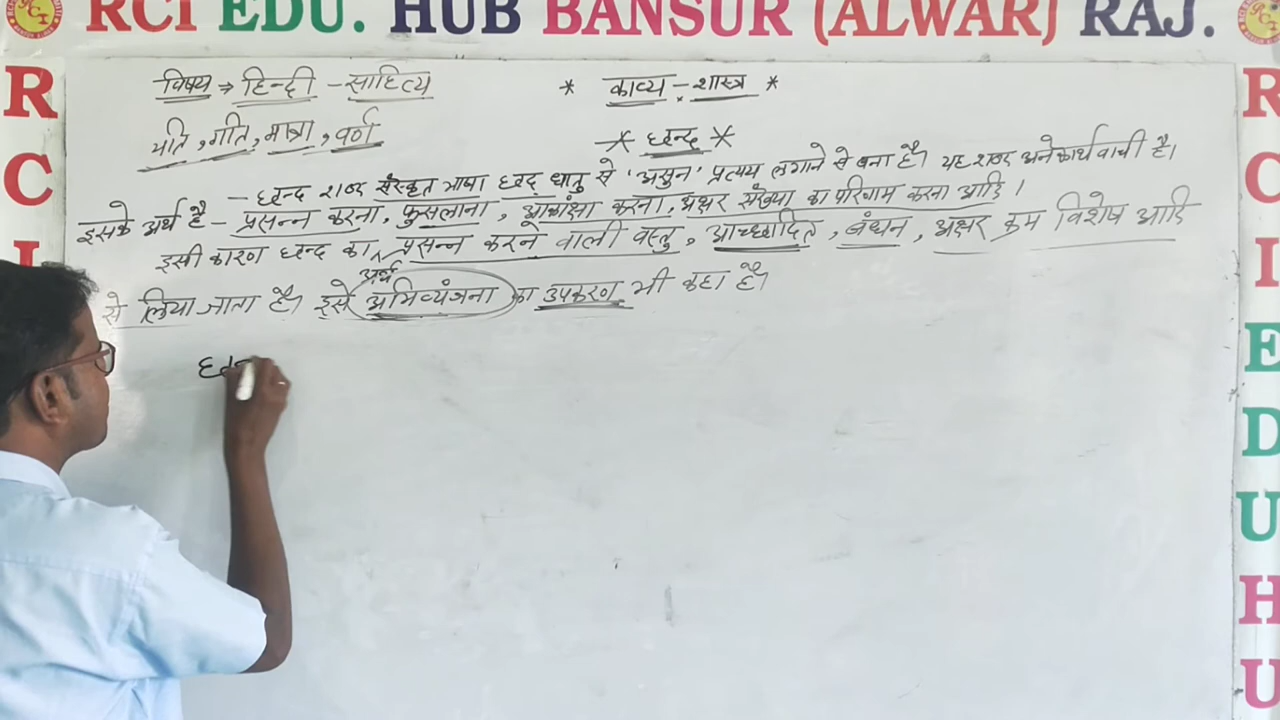 RCI EDU. HUB BANSUR (ALWAR) RAJ.
विषय → हिन्दी - साहित्य
* काव्य - शास्त्र *
यति, गति, मात्रा, वर्ण
* छन्द *
- छन्द शब्द संस्कृत भाषा छद् धातु से 'असुन' प्रत्यय लगाने से बना है। यह शब्द अनेकार्थवाची है।
इसके अर्थ है - प्रसन्न करना, फुसलाना, आकांक्षा करना, अक्षर संख्या का परिणाम करना आदि।
इसी कारण छन्द का अर्थ प्रसन्न करने वाली वस्तु, आच्छादित, बंधन, अक्षर क्रम विशेष आदि
से लिया जाता है। इसे अभिव्यंजना का उपकरण भी कहा है।
छन्
R
C
I
R
C
I
E
D
U
H
U